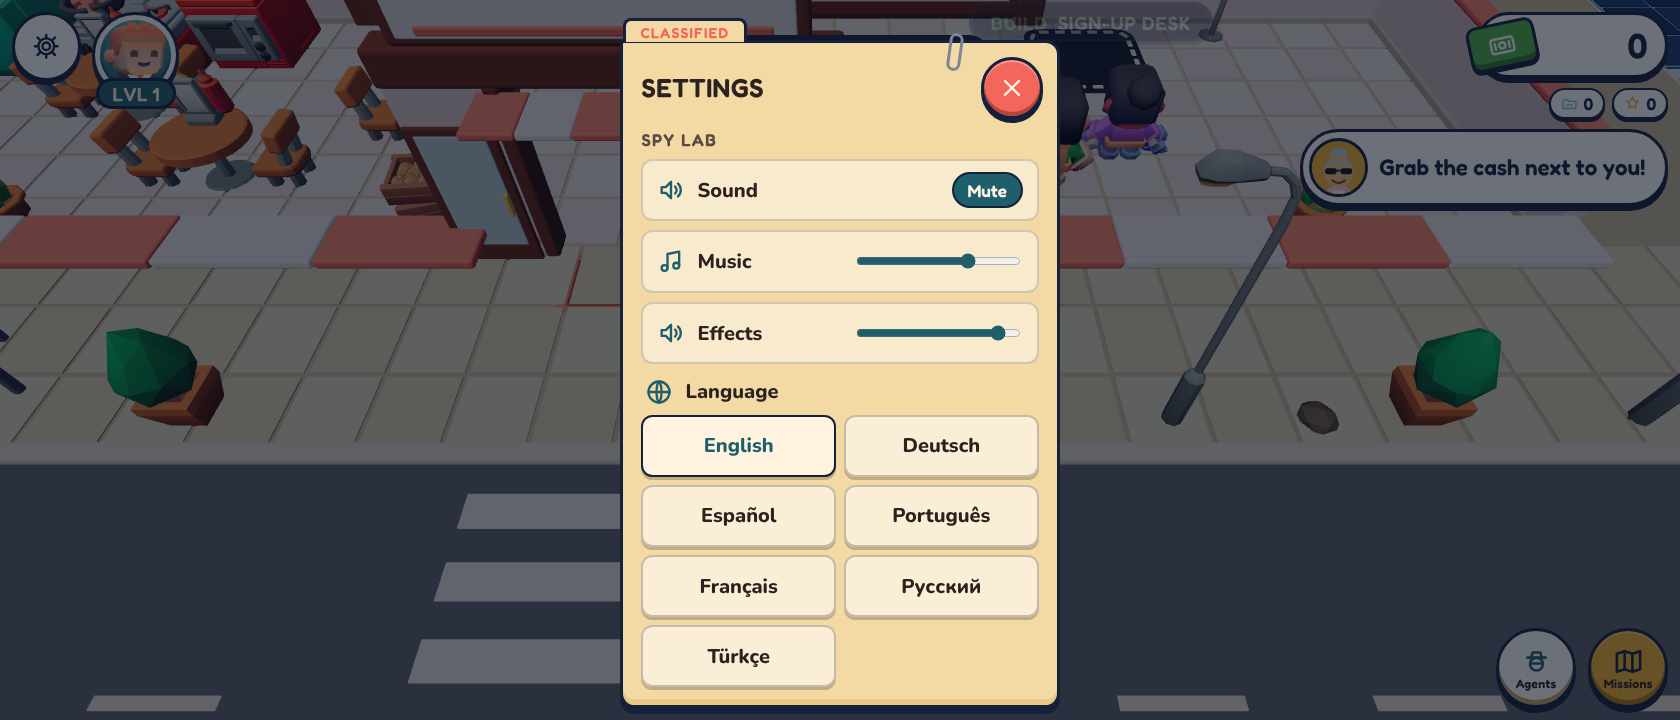 CLASSIFIED
BUILD SIGN-UP DESK
SETTINGS
0
LVL 1
0
0
SPY LAB
Grab the cash next to you!
Sound
Mute
Music
Effects
Language
English
Deutsch
Español
Português
Français
Русский
Türkçe
Agents
Missions